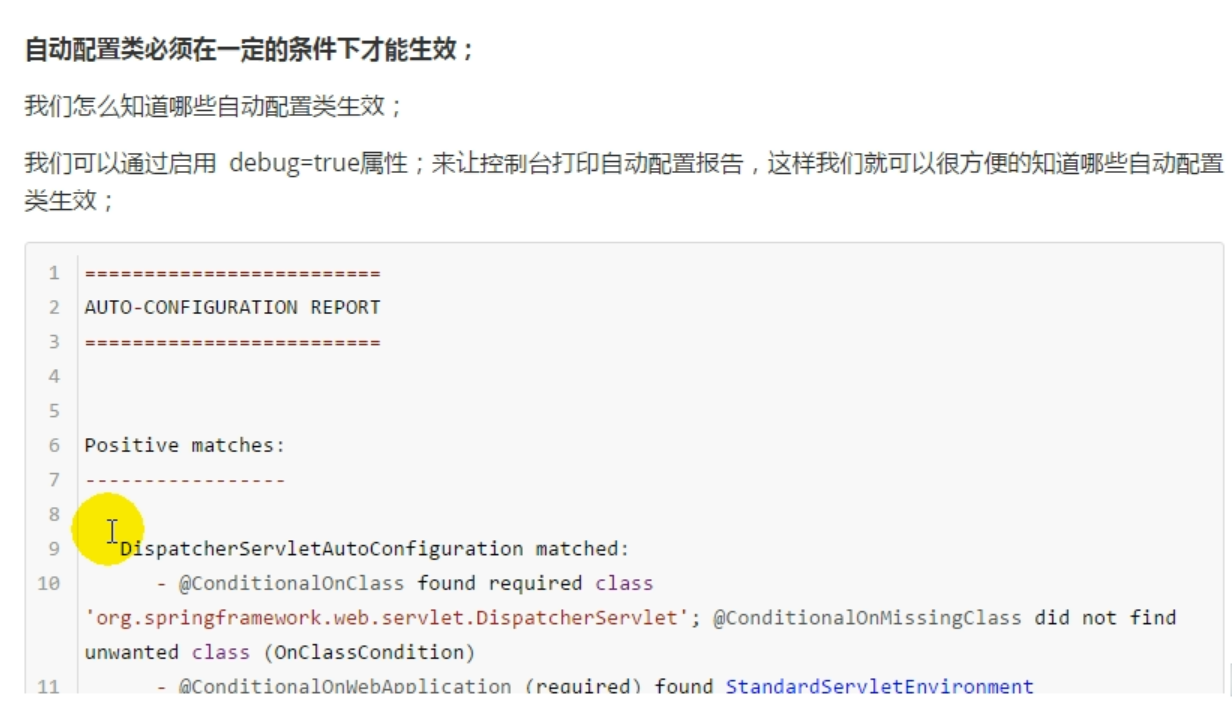 自动配置类必须在一定的条件下才能生效；
我们怎么知道哪些自动配置类生效；
我们可以通过启用 debug=true属性；来让控制台打印自动配置报告，这样我们就可以很方便的知道哪些自动配置
类生效；
1 =========================
2 AUTO-CONFIGURATION REPORT
3 =========================
4
5
6 Positive matches:
7 -----------------
8
9 DispatcherServletAutoConfiguration matched:
10 - @ConditionalOnClass found required class
'org.springframework.web.servlet.DispatcherServlet'; @ConditionalOnMissingClass did not find
unwanted class (OnClassCondition)
11 - @ConditionalOnWebApplication (required) found StandardServletEnvironment